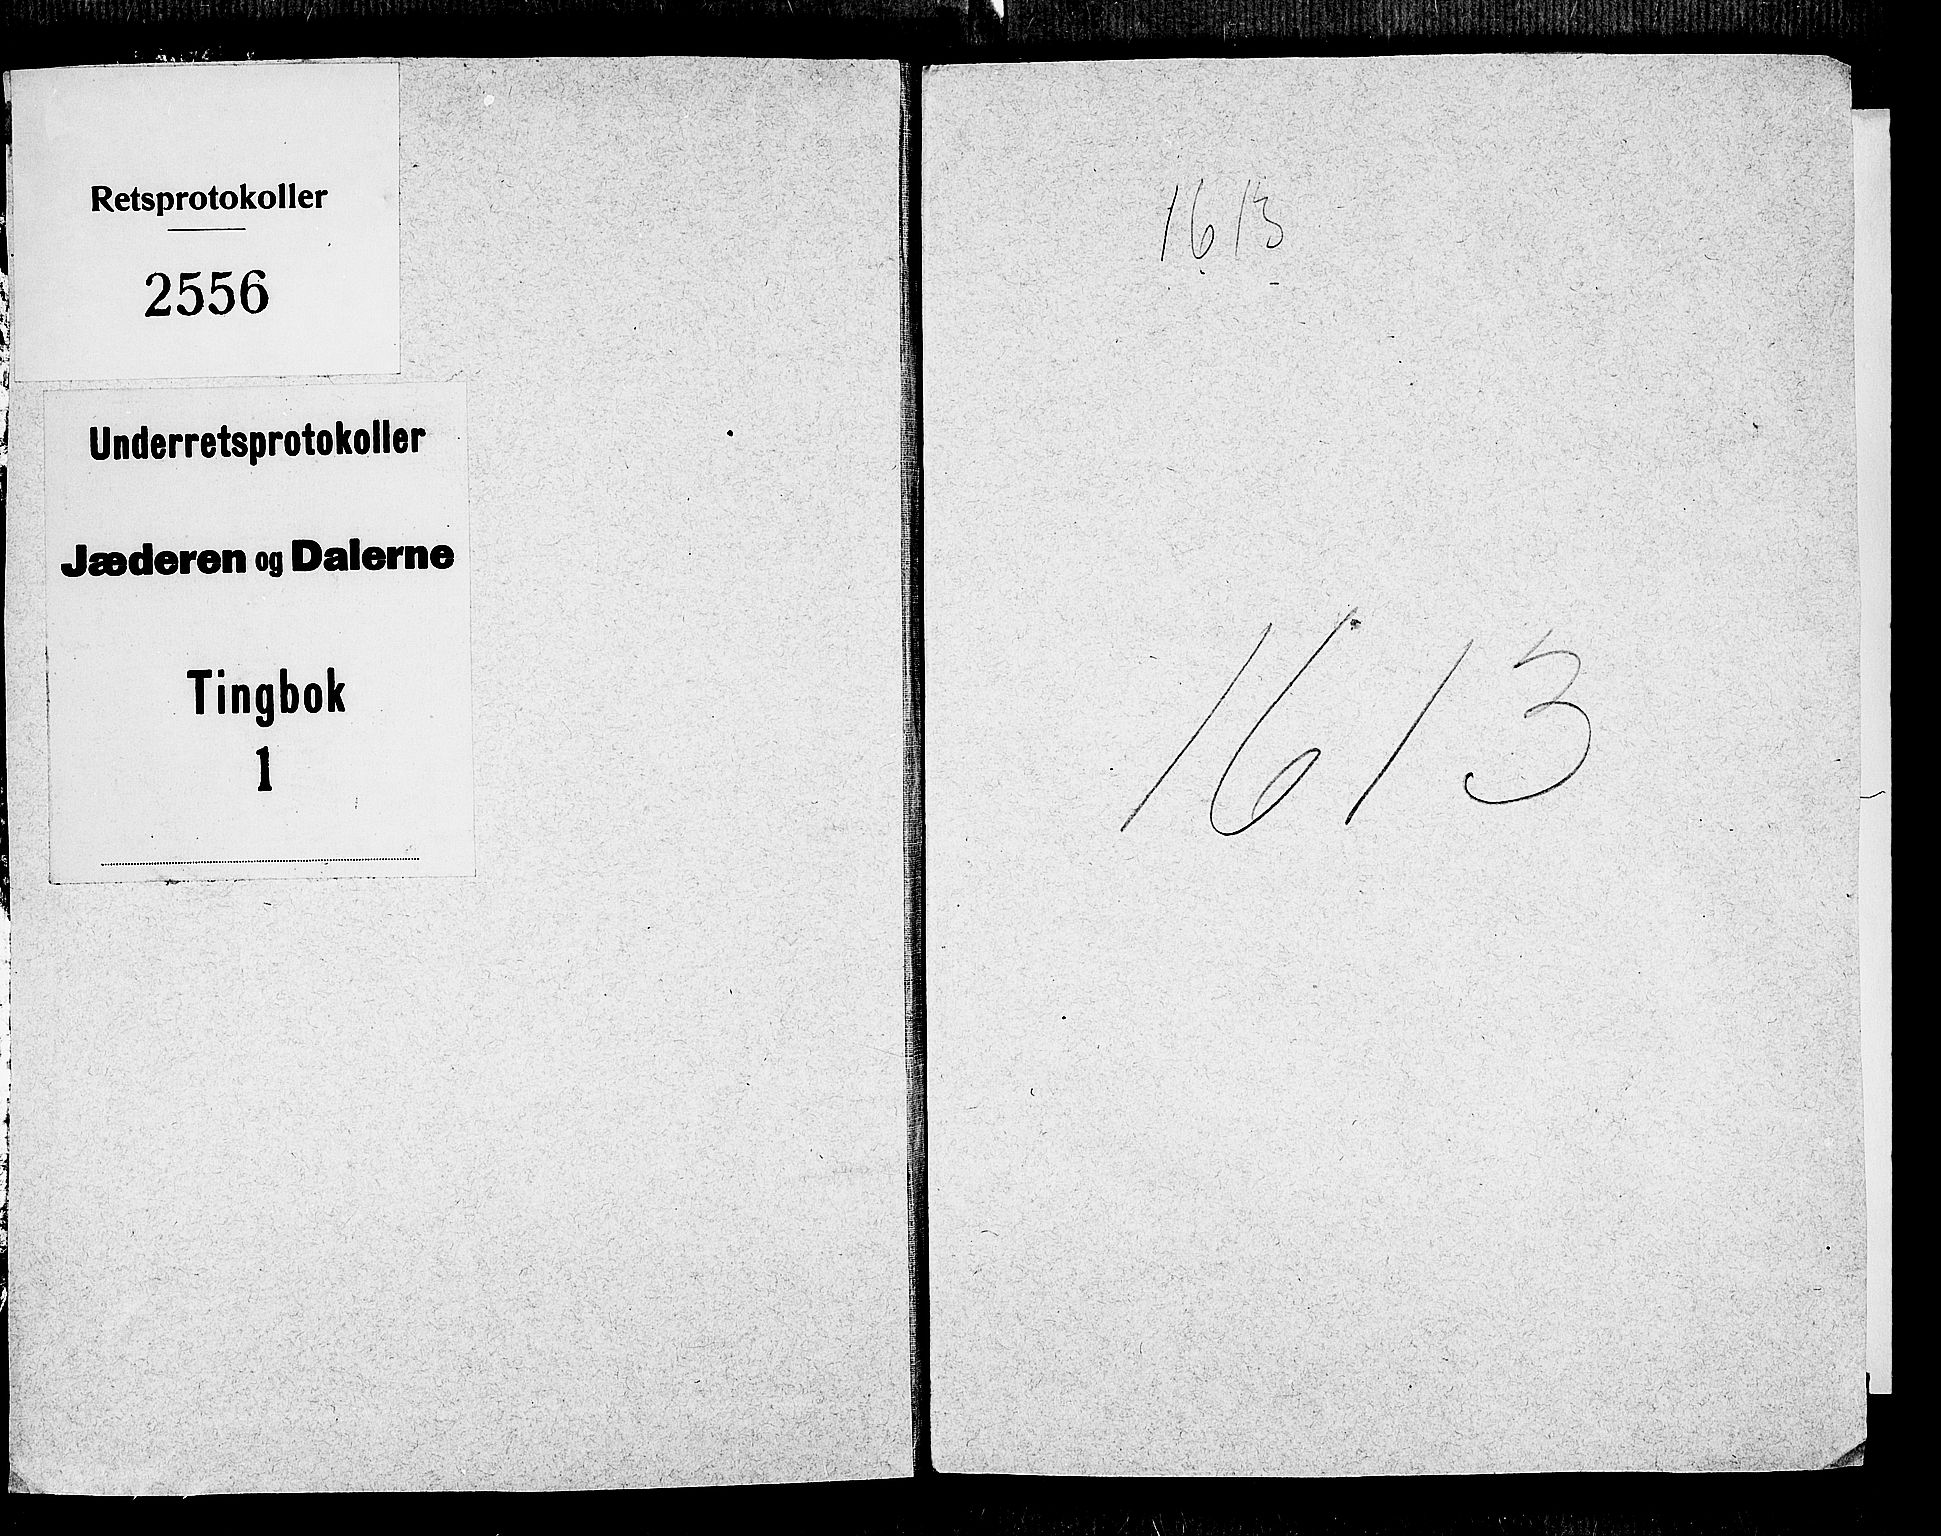 Retsprotokoller
2556
Underretsprotokoller
Jæderen og Dalerne
Tingbok
1
1613
1613